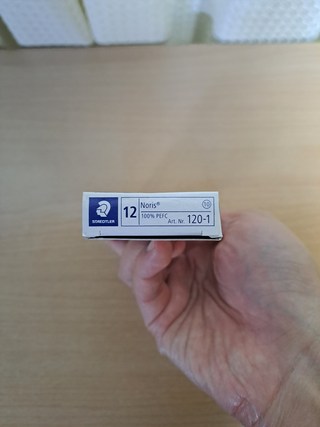 STAEDTLER
12
Noris®
100% PEFC
Art. Nr. 120-1